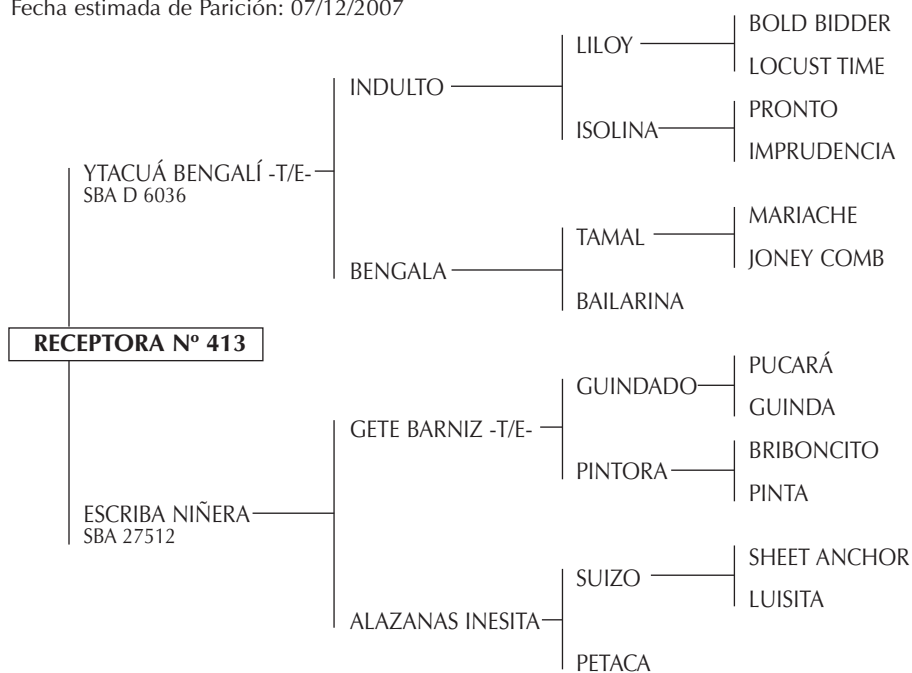 Fecha estimada de Parición: 07/12/2007
BOLD BIDDER
LILOY
LOCUST TIME
INDULTO
PRONTO
ISOLINA
IMPRUDENCIA
YTACUÁ BENGALÍ -T/E-
SBA D 6036
MARIACHE
TAMAL
JONEY COMB
BENGALA
BAILARINA
RECEPTORA Nº 413
PUCARÁ
GUINDADO
GUINDA
GETE BARNIZ -T/E-
BRIBONCITO
PINTORA
PINTA
ESCRIBA NIÑERA
SBA 27512
SHEET ANCHOR
SUIZO
LUISITA
ALAZANAS INESITA
PETACA